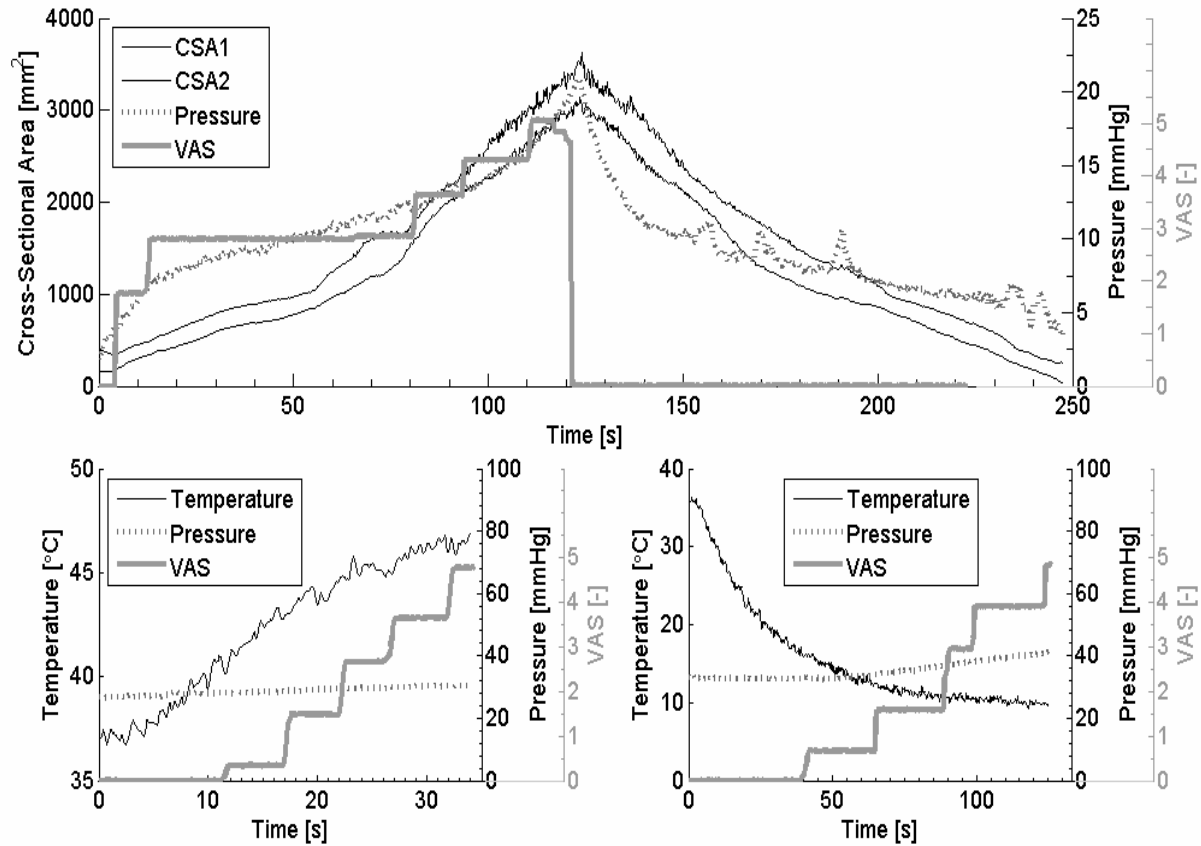 4000
3000
2000
1000
0
Cross-Sectional Area [mm²]
CSA1
CSA2
Pressure
VAS
25
20
15
10
5
0
Pressure [mmHg]
5
4
3
2
1
0
VAS [-]
0 50 100 150 200 250
Time [s]
50
45
40
35
Temperature [°C]
Temperature
Pressure
VAS
100
80
60
40
20
0
Pressure [mmHg]
5
4
3
2
1
0
VAS [-]
0 10 20 30
Time [s]
40
30
20
10
0
Temperature [°C]
Temperature
Pressure
VAS
100
80
60
40
20
0
Pressure [mmHg]
5
4
3
2
1
0
VAS [-]
0 50 100
Time [s]